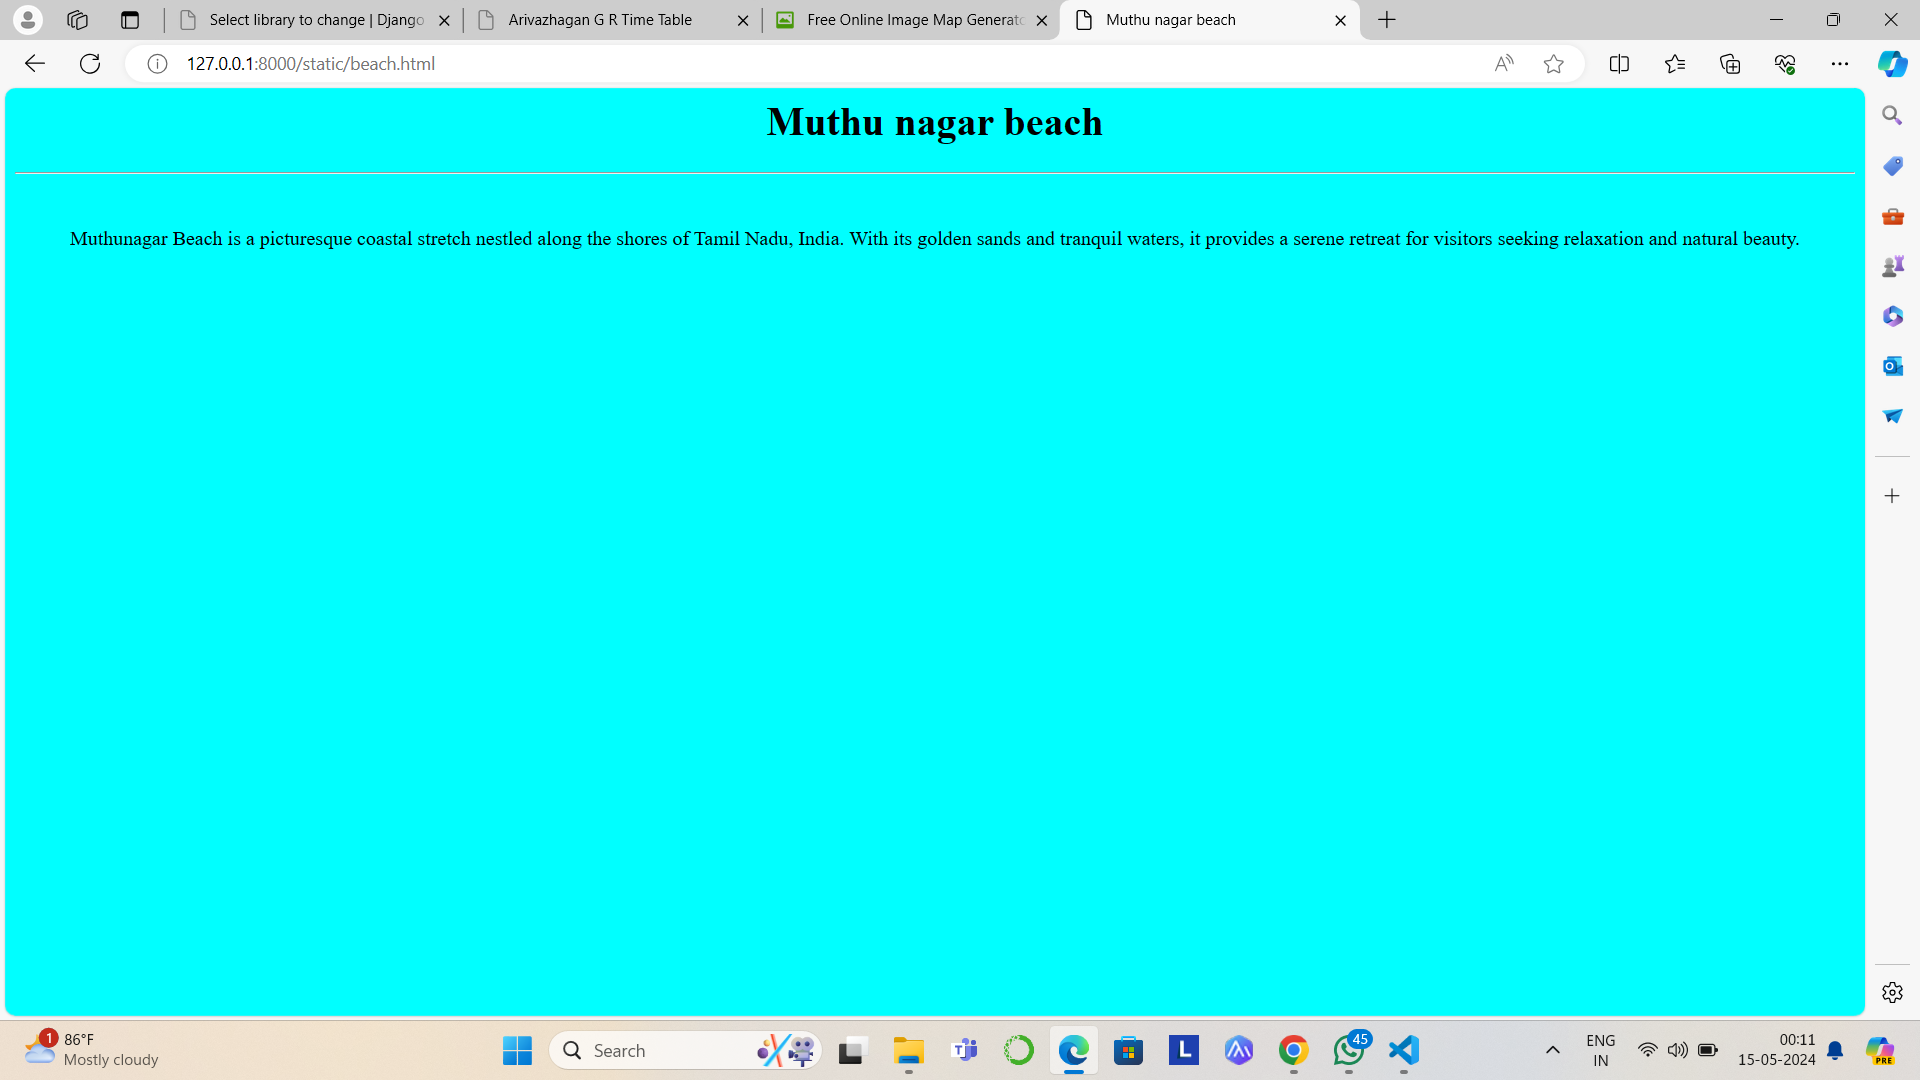 Select library to change | Django
Arivazhagan G R Time Table
Free Online Image Map Generato
Muthu nagar beach
127.0.0.1:8000/static/beach.html
Muthu nagar beach
Muthunagar Beach is a picturesque coastal stretch nestled along the shores of Tamil Nadu, India. With its golden sands and tranquil waters, it provides a serene retreat for visitors seeking relaxation and natural beauty.
1
86°F
Mostly cloudy
Search
L
45
ENG
IN
00:11
15-05-2024
PRE